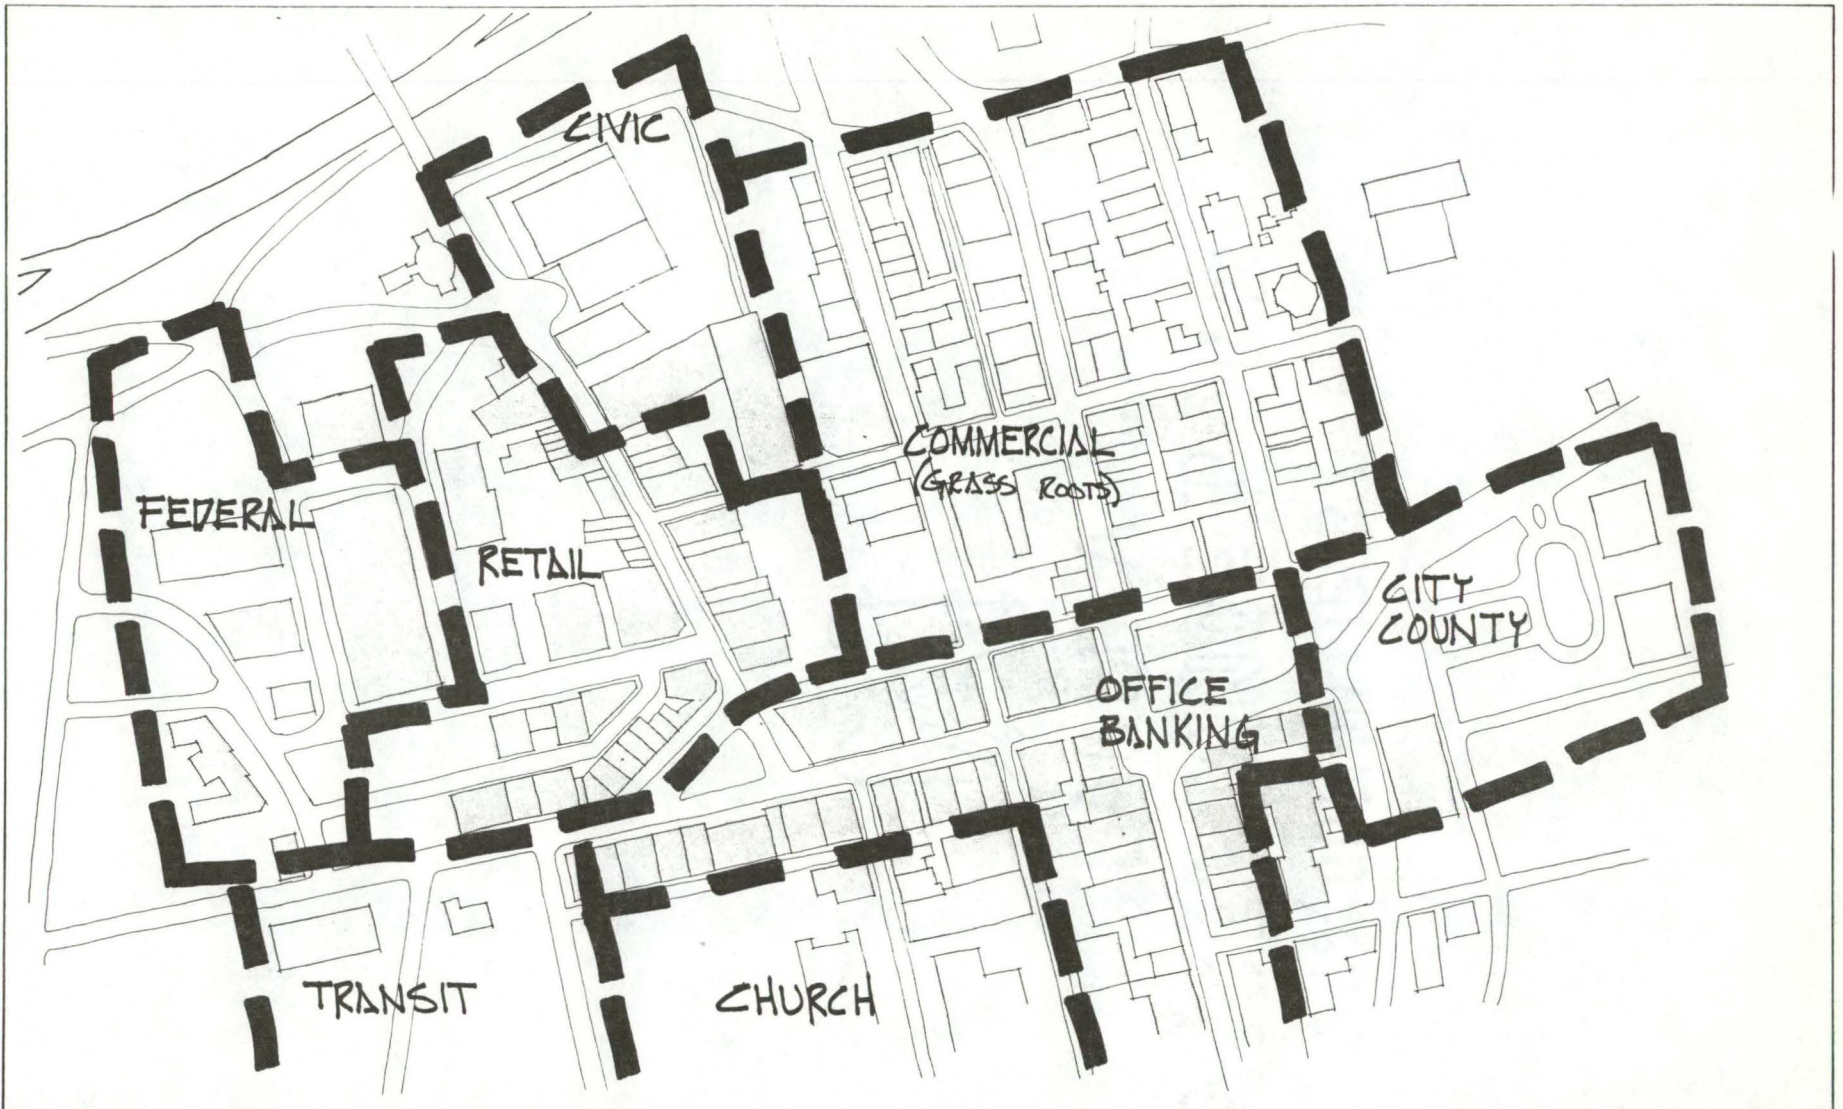 CIVIC
COMMERCIAL
(GRASS ROOTS)
FEDERAL
RETAIL
CITY
COUNTY
OFFICE
BANKING
TRANSIT
CHURCH